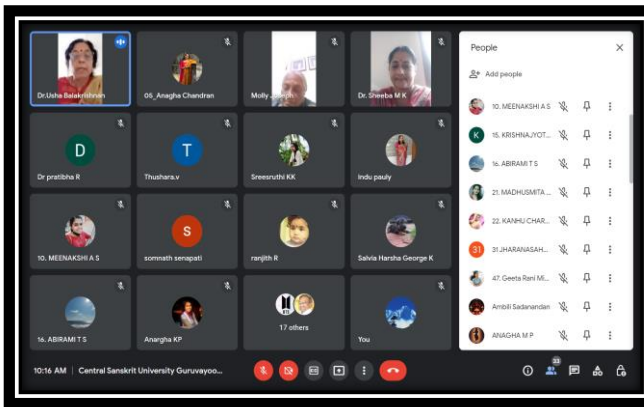 Dr.Usha Balakrishnan
05_Anagha Chandran
Molly Joseph
Dr. Sheeba M K
D
Dr pratibha R
T
Thushara.v
Sreesruthi KK
Indu pauly
10. MEENAKSHI A S
S
somnath senapati
ranjith R
Salvia Harsha George K
16. ABIRAMI T S
Anargha KP
17 others
You
10:16 AM | Central Sanskrit University Guruvayoo...
33
People
Add people
10. MEENAKSHI A S
K
15. KRISHNAJYOT...
16. ABIRAMI T S
21. MADHUSMITA ...
22. KANHU CHAR...
31
31.JHARANASAH...
47. Geeta Rani Mi...
Ambili Sadanandan
ANAGHA M P